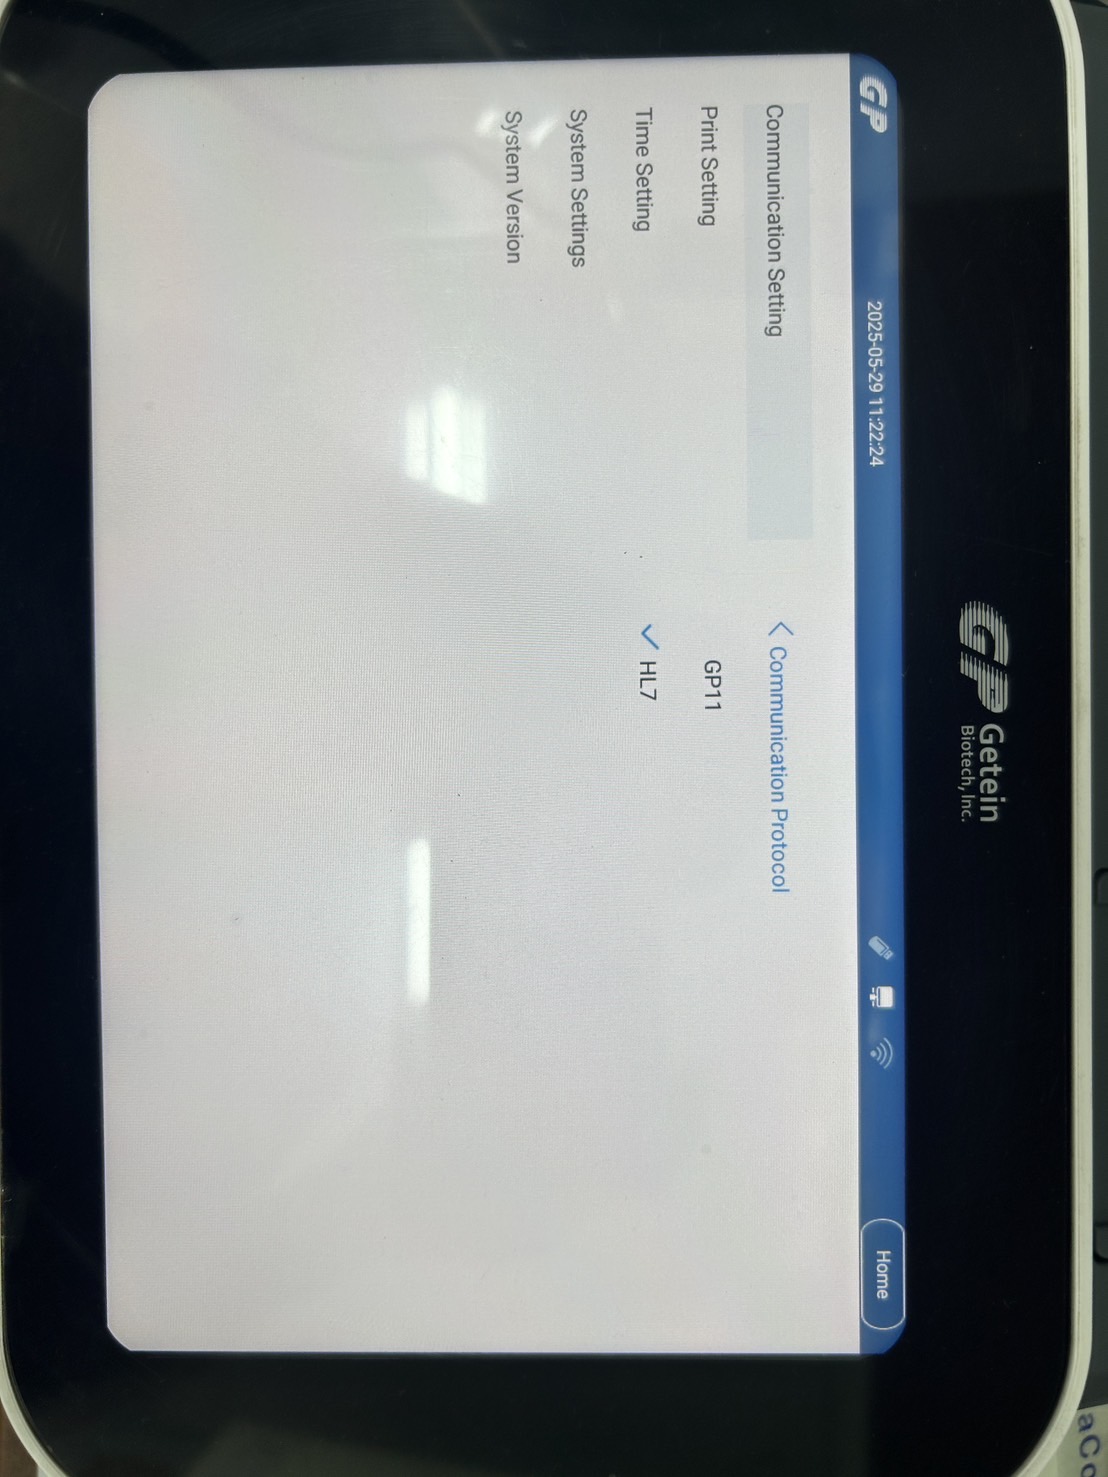 aCo
GP Getein
Biotech, Inc.
GP
2025-05-29 11:22:24
Home
Communication Setting
Print Setting
Time Setting
System Settings
System Version
Communication Protocol
GP11
HL7